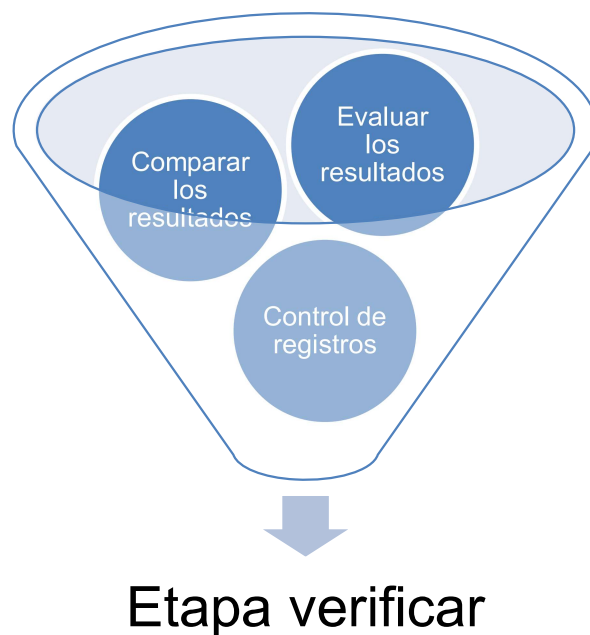 Evaluar
los
resultados
Comparar
los
resultados
Control de
registros
Etapa verificar